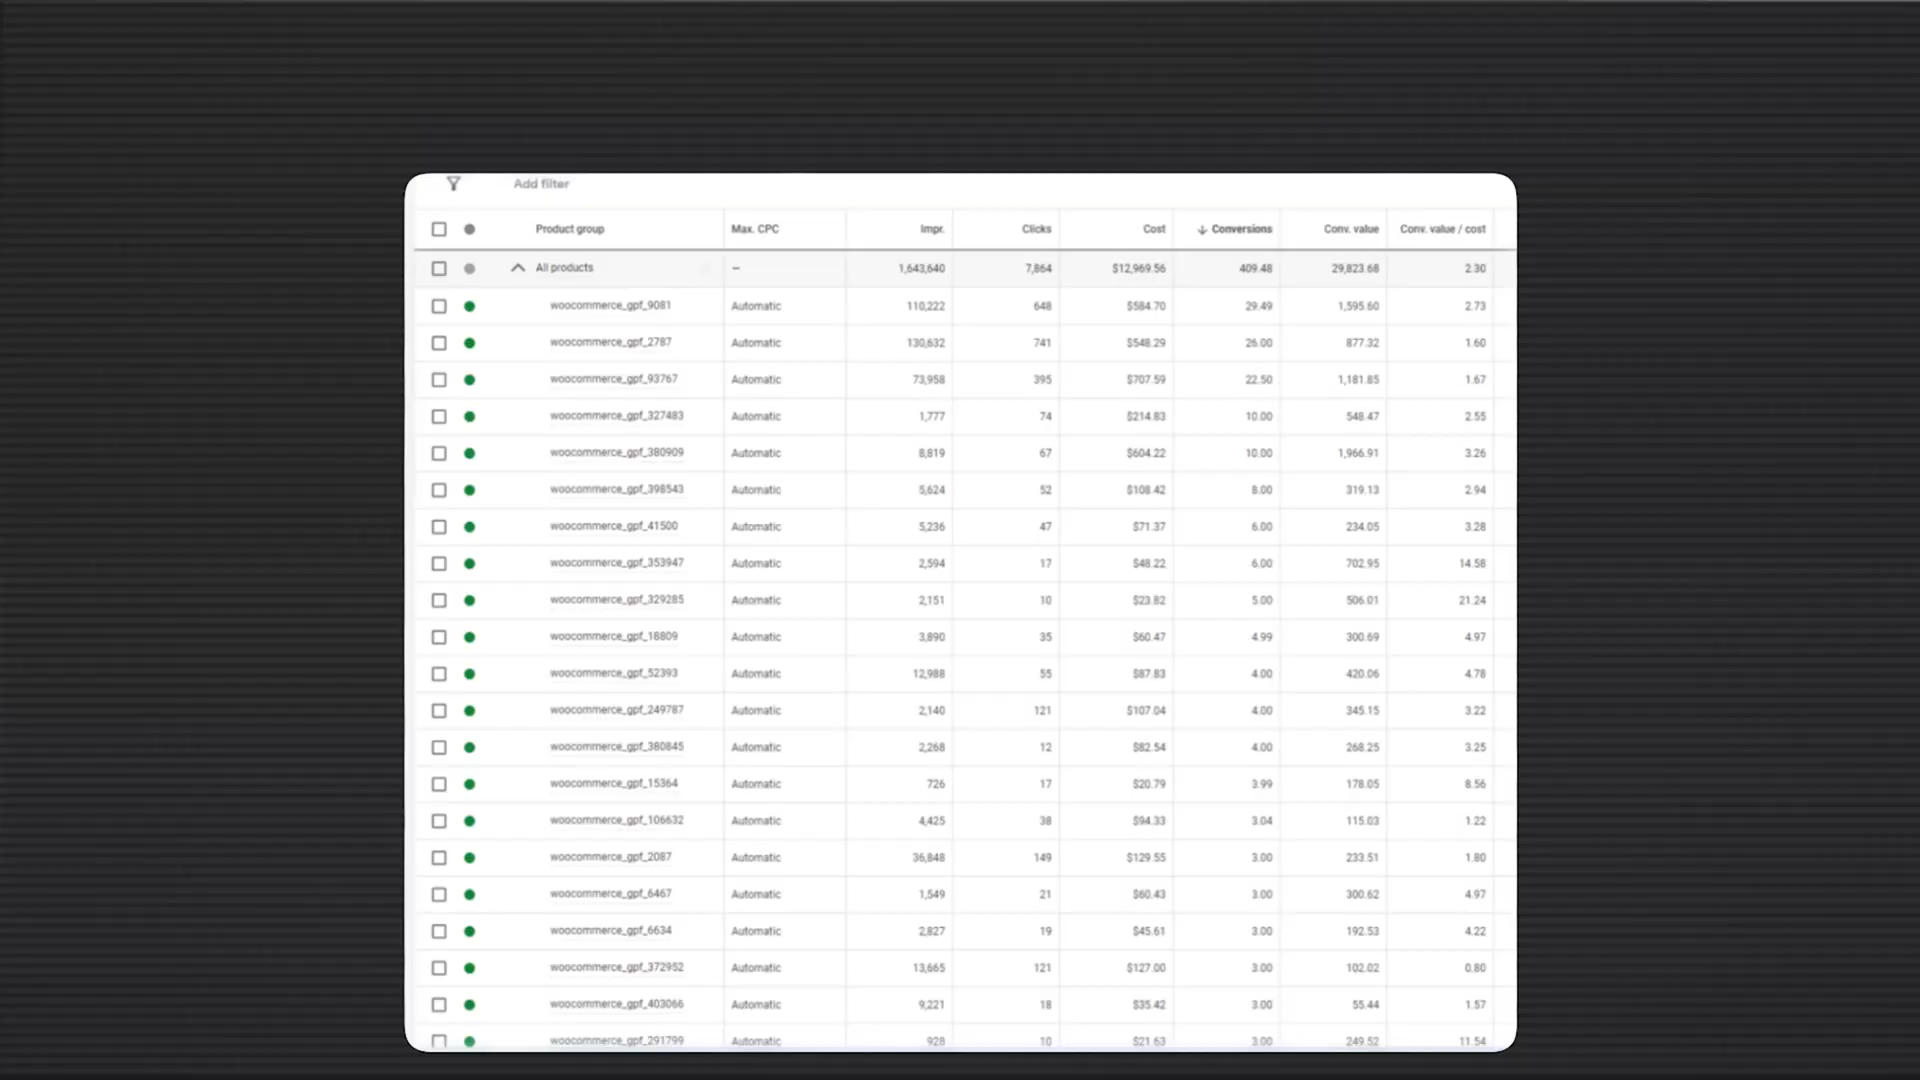 Add filter
Product group Max. CPC Impr. Clicks Cost ↓ Conversions Conv. value Conv. value / cost
All products – 1,643,640 7,864 $12,969.56 409.48 29,823.68 2.30
woocommerce_gpf_9081 Automatic 110,222 648 $584.70 29.49 1,595.60 2.73
woocommerce_gpf_2787 Automatic 130,632 741 $548.29 26.00 877.32 1.60
woocommerce_gpf_93767 Automatic 73,958 395 $707.59 22.50 1,181.85 1.67
woocommerce_gpf_327483 Automatic 1,777 74 $214.83 10.00 548.47 2.55
woocommerce_gpf_380909 Automatic 8,819 67 $604.22 10.00 1,966.91 3.26
woocommerce_gpf_398543 Automatic 5,624 52 $108.42 8.00 319.13 2.94
woocommerce_gpf_41500 Automatic 5,236 47 $71.37 6.00 234.05 3.28
woocommerce_gpf_353947 Automatic 2,594 17 $48.22 6.00 702.95 14.58
woocommerce_gpf_329285 Automatic 2,151 10 $23.82 5.00 506.01 21.24
woocommerce_gpf_18809 Automatic 3,890 35 $60.47 4.99 300.69 4.97
woocommerce_gpf_52393 Automatic 12,988 55 $87.83 4.00 420.06 4.78
woocommerce_gpf_249787 Automatic 2,140 121 $107.04 4.00 345.15 3.22
woocommerce_gpf_380845 Automatic 2,268 12 $82.54 4.00 268.25 3.25
woocommerce_gpf_15364 Automatic 726 17 $20.79 3.99 178.05 8.56
woocommerce_gpf_106632 Automatic 4,425 38 $94.33 3.04 115.03 1.22
woocommerce_gpf_2087 Automatic 36,848 149 $129.55 3.00 233.51 1.80
woocommerce_gpf_6467 Automatic 1,549 21 $60.43 3.00 300.62 4.97
woocommerce_gpf_6634 Automatic 2,827 19 $45.61 3.00 192.53 4.22
woocommerce_gpf_372952 Automatic 13,665 121 $127.00 3.00 102.02 0.80
woocommerce_gpf_403066 Automatic 9,221 18 $35.42 3.00 55.44 1.57
woocommerce_gpf_291799 Automatic 928 10 $21.63 3.00 249.52 11.54